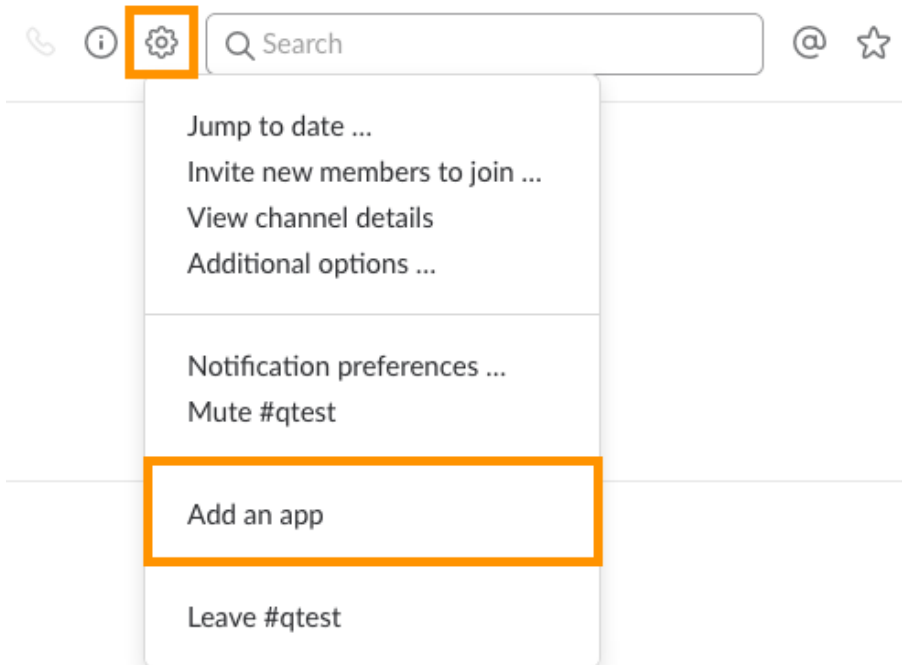 Search
Jump to date ...
Invite new members to join ...
View channel details
Additional options ...
Notification preferences ...
Mute #qtest
Add an app
Leave #qtest